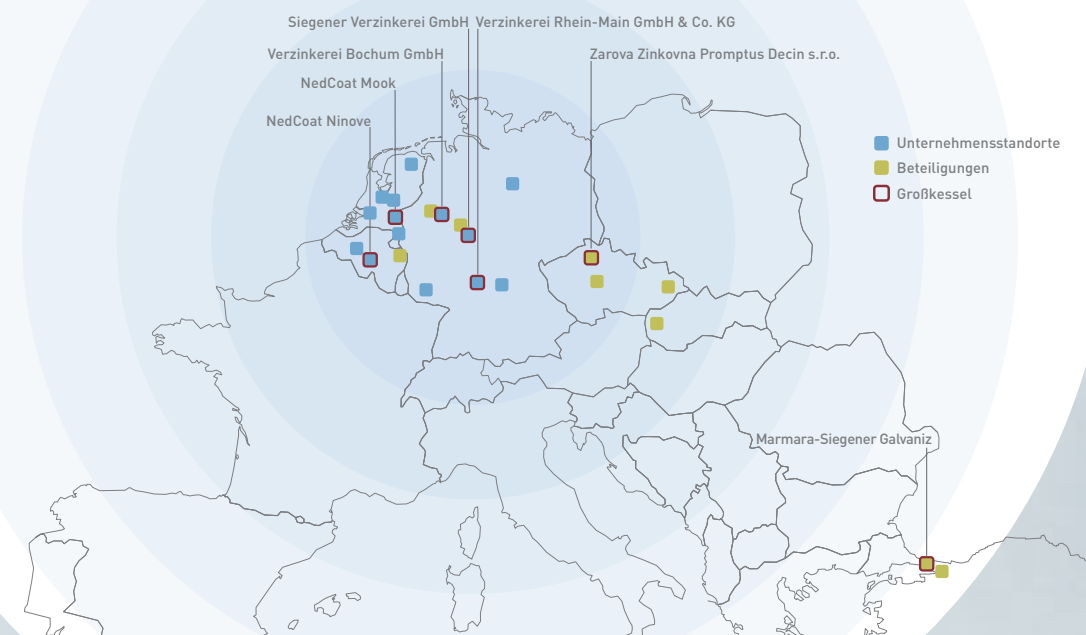 Siegener Verzinkerei GmbH
Verzinkerei Rhein-Main GmbH & Co. KG
Verzinkerei Bochum GmbH
Zarova Zinkovna Promptus Decin s.r.o.
NedCoat Mook
NedCoat Ninove
Unternehmensstandorte
Beteiligungen
Großkessel
Marmara-Siegener Galvaniz